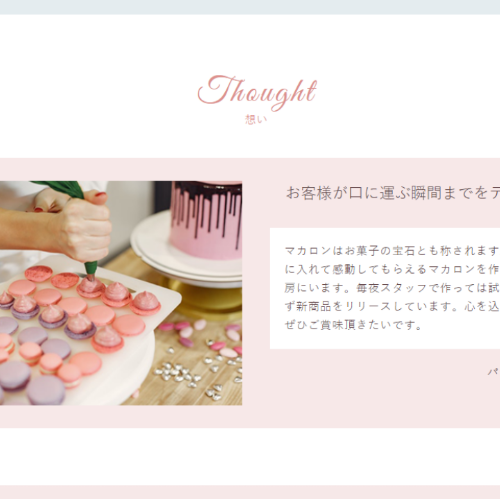 Thought
想い
お客様が口に運ぶ瞬間までをデ
マカロンはお菓子の宝石とも称されます
に入れて感動してもらえるマカロンを作
房にいます。毎夜スタッフで作っては試
ず新商品をリリースしています。心を込
ぜひご賞味頂きたいです。
パ